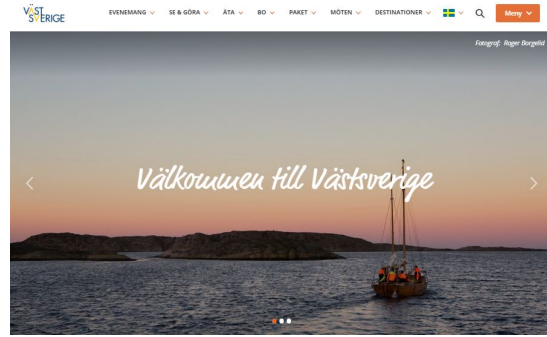 VÄST
SVERIGE
EVENEMANG
SE & GÖRA
ÄTA
BO
PAKET
MÖTEN
DESTINATIONER
Meny
Fotograf: Roger Borgelid
Välkommen till Västsverige